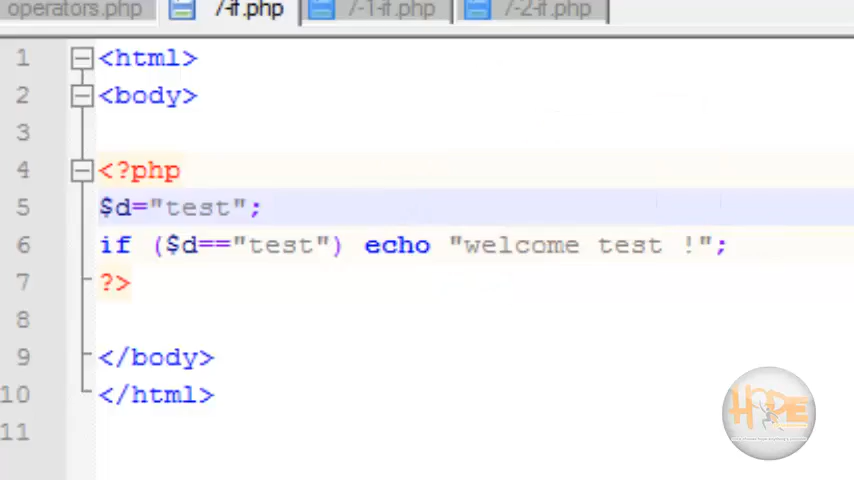 operators.php 7-if.php 7-1-if.php 7-2-if.php
1 <html>
2 <body>
3
4 <?php
5 $d="test";
6 if ($d=="test") echo "welcome test !";
7 ?>
8
9 </body>
10 </html>
11
HOPE